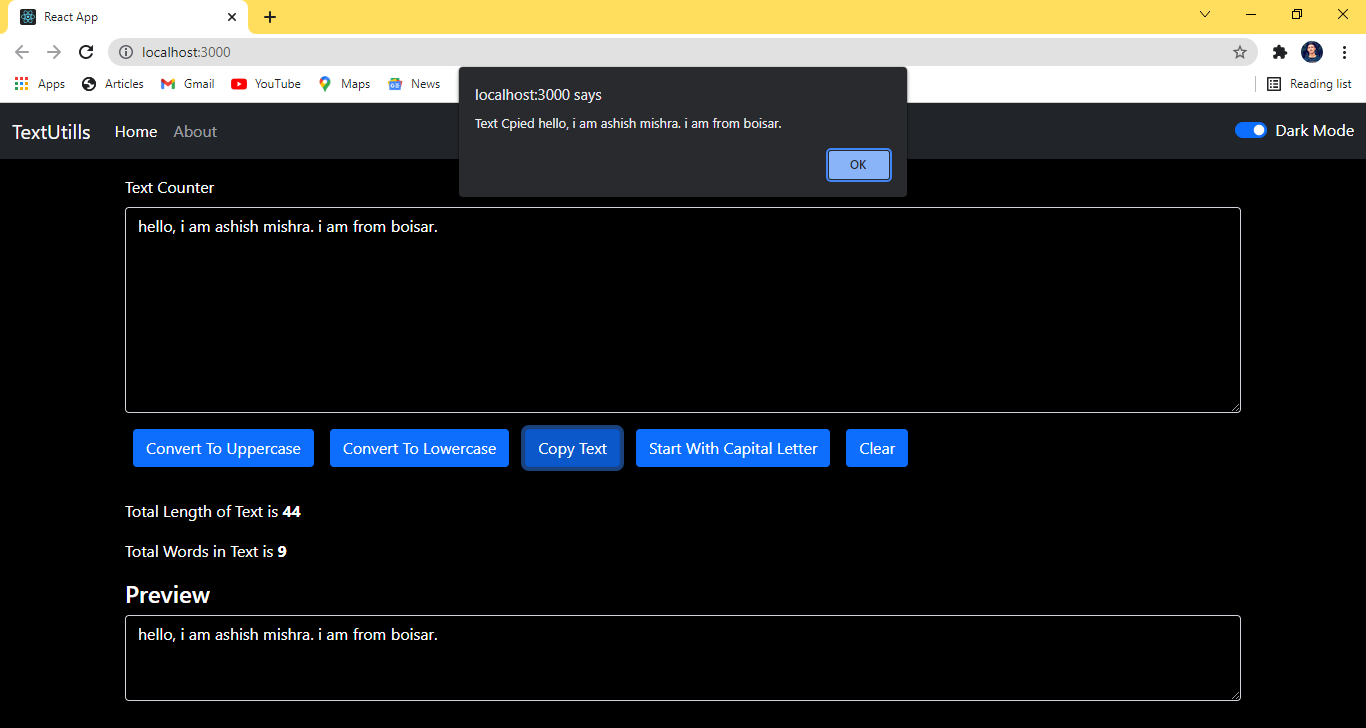 React App
localhost:3000
Apps Articles Gmail YouTube Maps News Reading list
localhost:3000 says
Text Cpied hello, i am ashish mishra. i am from boisar.
OK
TextUtills Home About Dark Mode
Text Counter
hello, i am ashish mishra. i am from boisar.
Convert To Uppercase Convert To Lowercase Copy Text Start With Capital Letter Clear
Total Length of Text is 44
Total Words in Text is 9
Preview
hello, i am ashish mishra. i am from boisar.